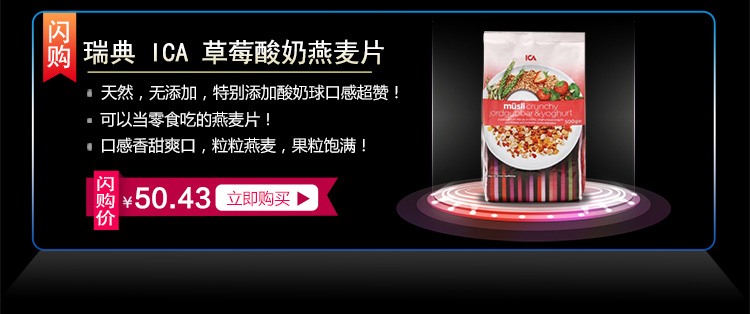 闪购
瑞典 ICA 草莓酸奶燕麦片
天然，无添加，特别添加酸奶球口感超赞！
可以当零食吃的燕麦片！
口感香甜爽口，粒粒燕麦，果粒饱满！
闪购价
¥50.43
立即购买
ICA
müsli crunchy
jordgubbar & yoghurt
500 g